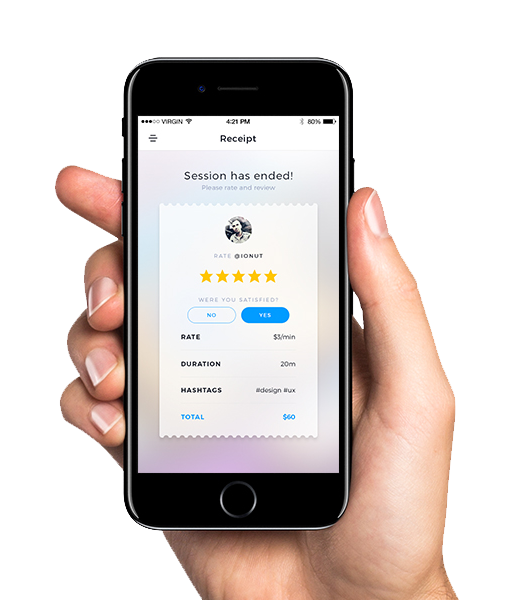 ●●●○○ VIRGIN 4:21 PM 80%
Receipt
Session has ended!
Please rate and review
RATE @IONUT
WERE YOU SATISFIED?
NO YES
RATE $3/min
DURATION 20m
HASHTAGS #design #ux
TOTAL $60